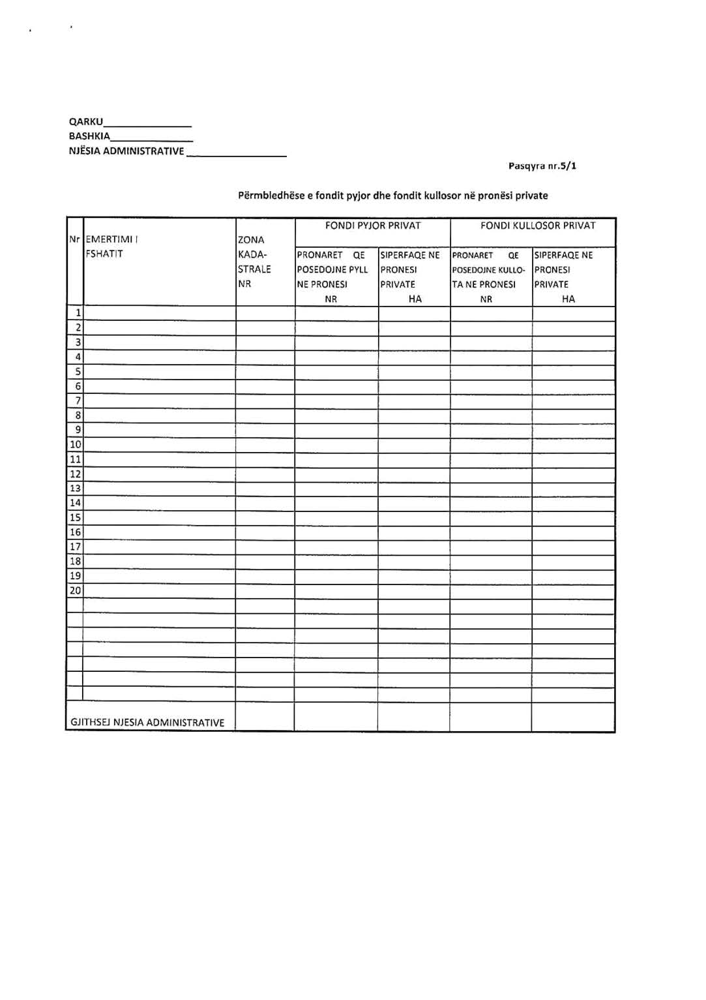 QARKU________________
BASHKIA_______________
NJËSIA ADMINISTRATIVE __________________
Pasqyra nr.5/1
Përmbledhëse e fondit pyjor dhe fondit kullosor në pronësi private
FONDI PYJOR PRIVAT FONDI KULLOSOR PRIVAT
Nr EMERTIMI I ZONA
FSHATIT KADA- PRONARET QE SIPERFAQE NE PRONARET QE SIPERFAQE NE
STRALE POSEDOJNE PYLL PRONESI POSEDOJNE KULLO- PRONESI
NR NE PRONESI PRIVATE TA NE PRONESI PRIVATE
NR HA NR HA
1
2
3
4
5
6
7
8
9
10
11
12
13
14
15
16
17
18
19
20
GJITHSEJ NJESIA ADMINISTRATIVE